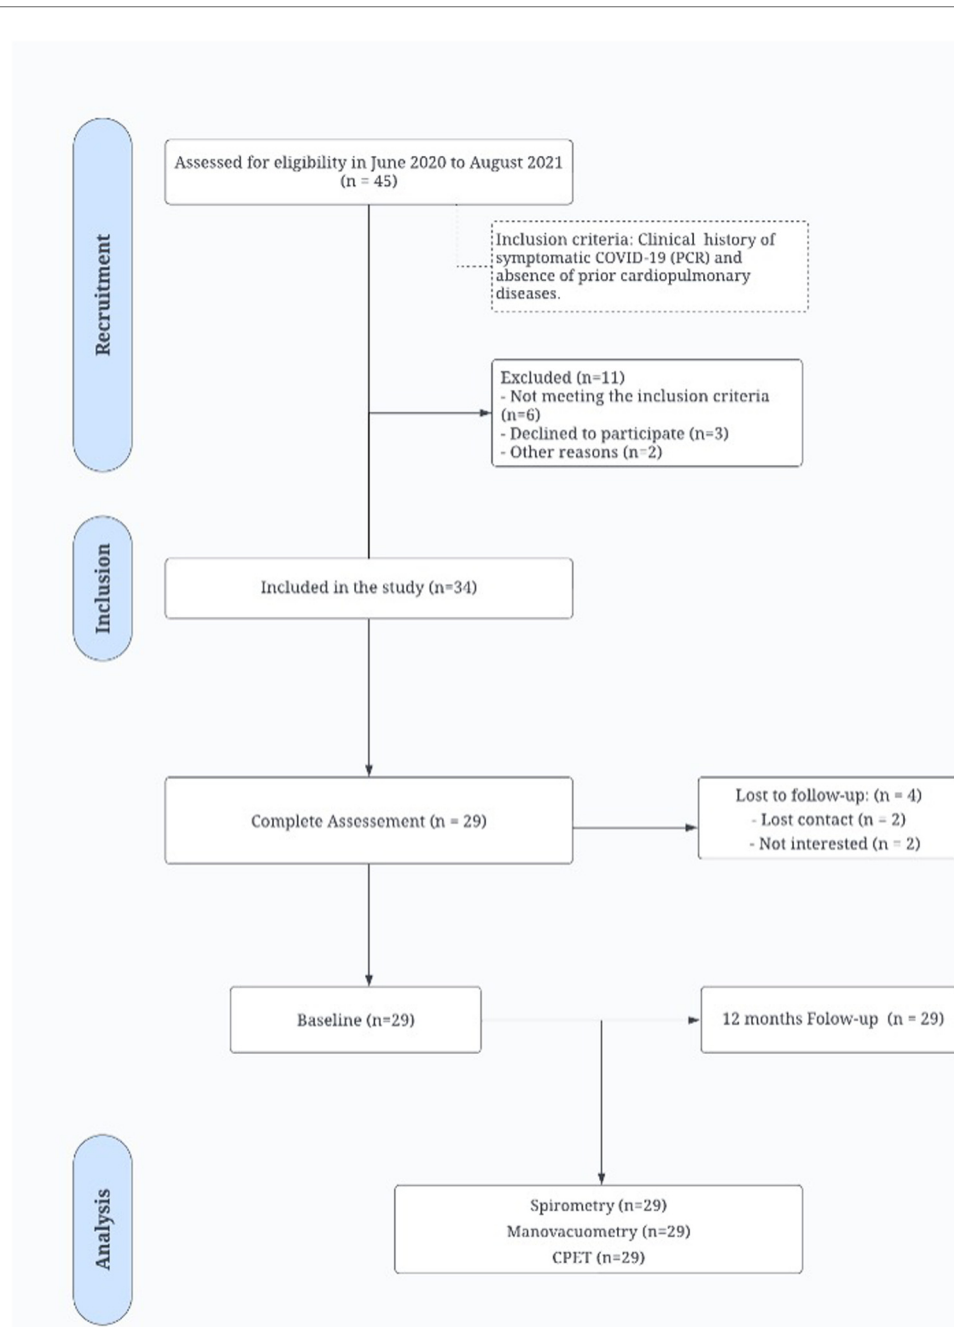 Recruitment
Assessed for eligibility in June 2020 to August 2021
(n = 45)
Inclusion criteria: Clinical history of
symptomatic COVID-19 (PCR) and
absence of prior cardiopulmonary
diseases.
Excluded (n=11)
- Not meeting the inclusion criteria
(n=6)
- Declined to participate (n=3)
- Other reasons (n=2)
Inclusion
Included in the study (n=34)
Complete Assessement (n = 29)
Lost to follow-up: (n = 4)
- Lost contact (n = 2)
- Not interested (n = 2)
Baseline (n=29)
12 months Folow-up (n = 29)
Analysis
Spirometry (n=29)
Manovacuometry (n=29)
CPET (n=29)